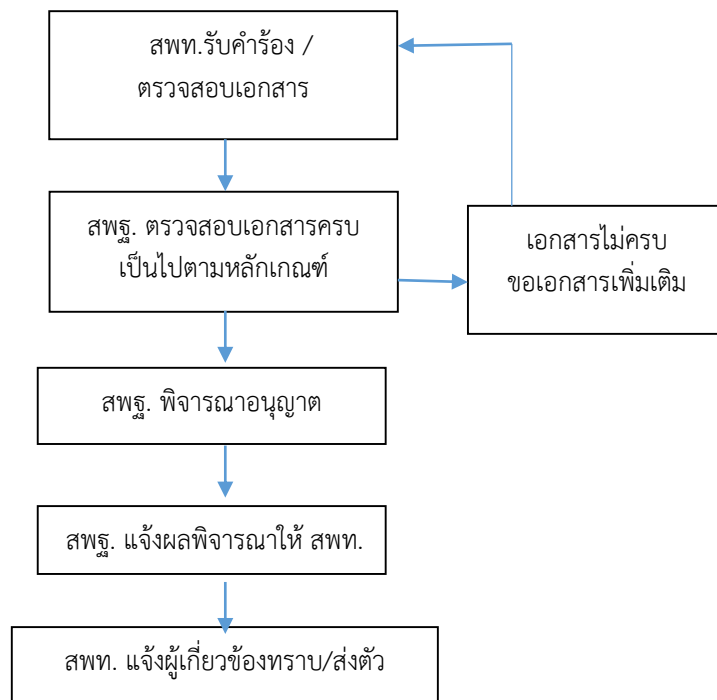 สพท.รับคำร้อง /
ตรวจสอบเอกสาร
สพฐ. ตรวจสอบเอกสารครบ
เป็นไปตามหลักเกณฑ์
เอกสารไม่ครบ
ขอเอกสารเพิ่มเติม
สพฐ. พิจารณาอนุญาต
สพฐ. แจ้งผลพิจารณาให้ สพท.
สพท. แจ้งผู้เกี่ยวข้องทราบ/ส่งตัว